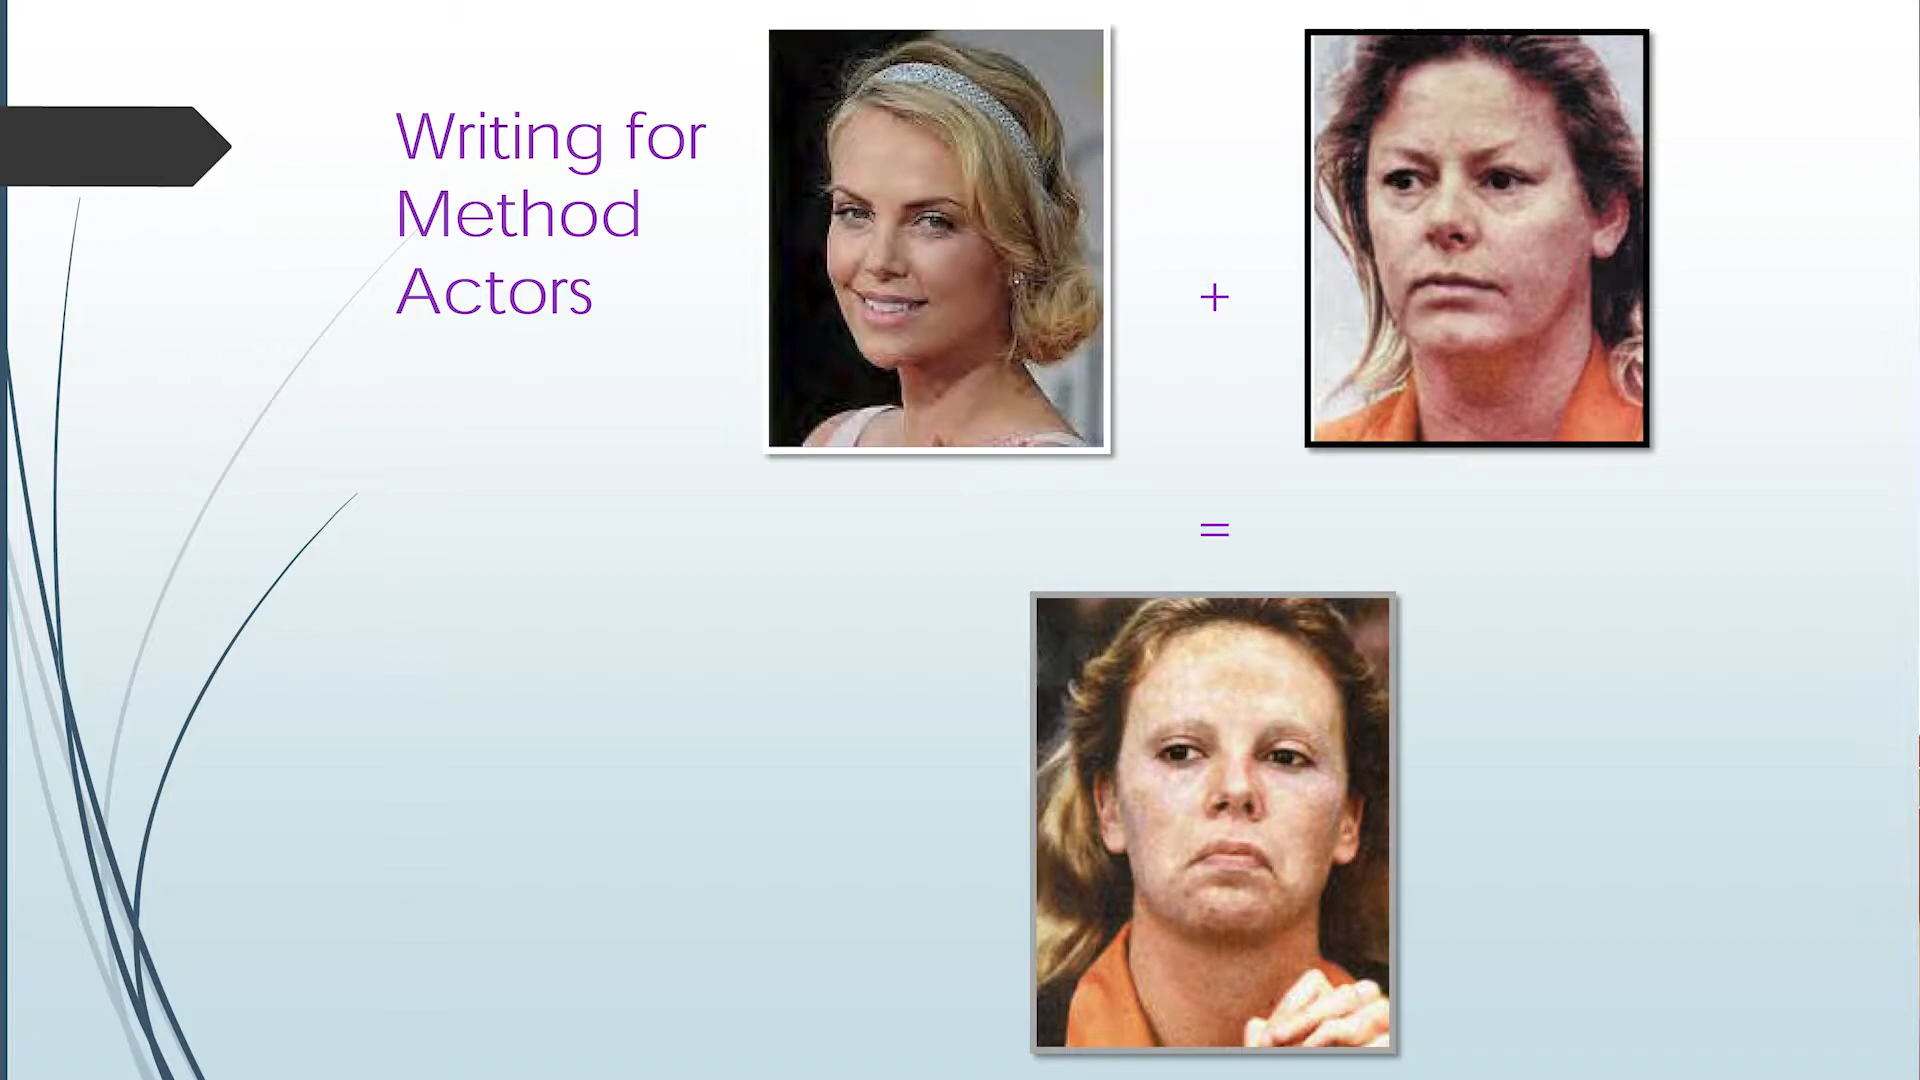 Writing for
Method
Actors
+
=